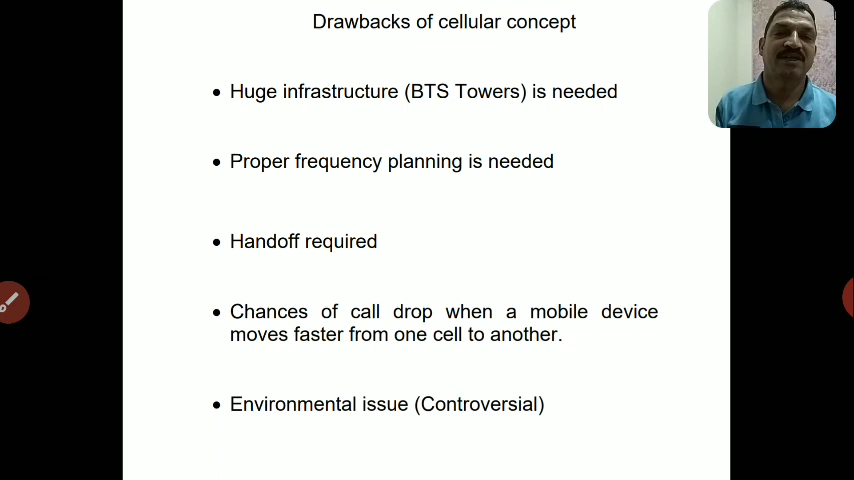 Drawbacks of cellular concept
• Huge infrastructure (BTS Towers) is needed
• Proper frequency planning is needed
• Handoff required
• Chances of call drop when a mobile device
moves faster from one cell to another.
• Environmental issue (Controversial)